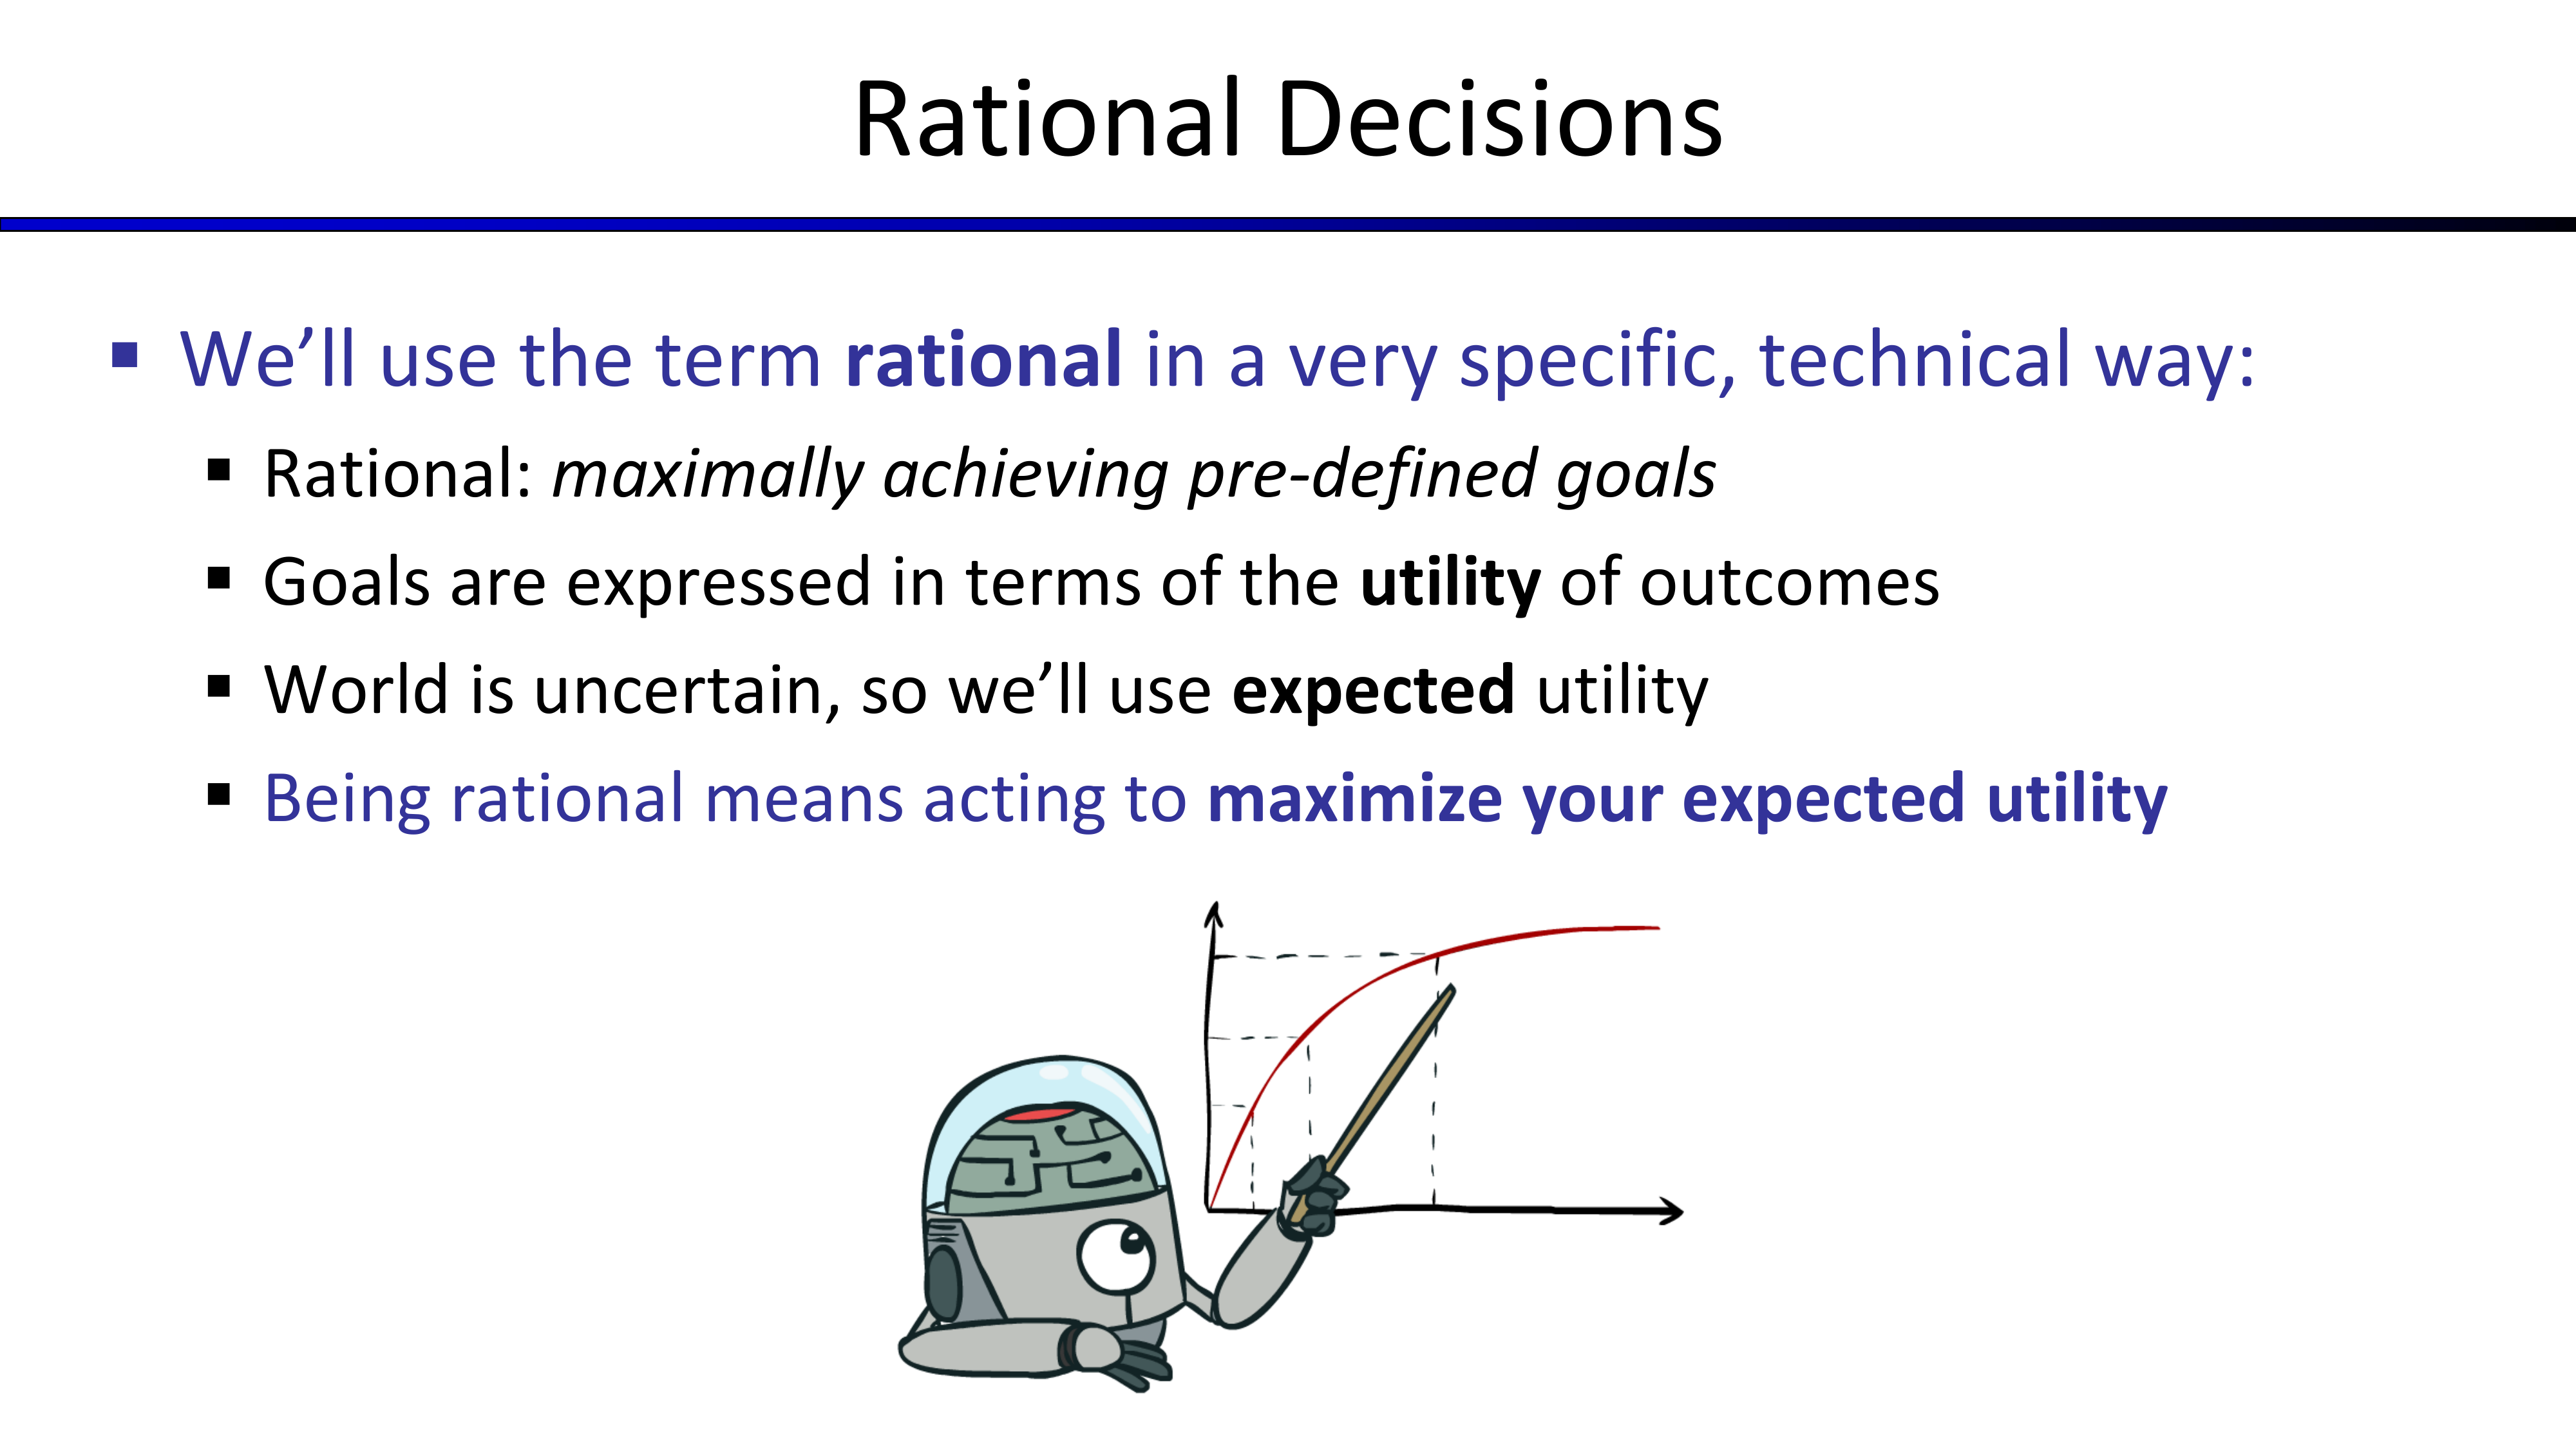 Rational Decisions
▪ We’ll use the term rational in a very specific, technical way:
▪ Rational: maximally achieving pre-defined goals
▪ Goals are expressed in terms of the utility of outcomes
▪ World is uncertain, so we’ll use expected utility
▪ Being rational means acting to maximize your expected utility